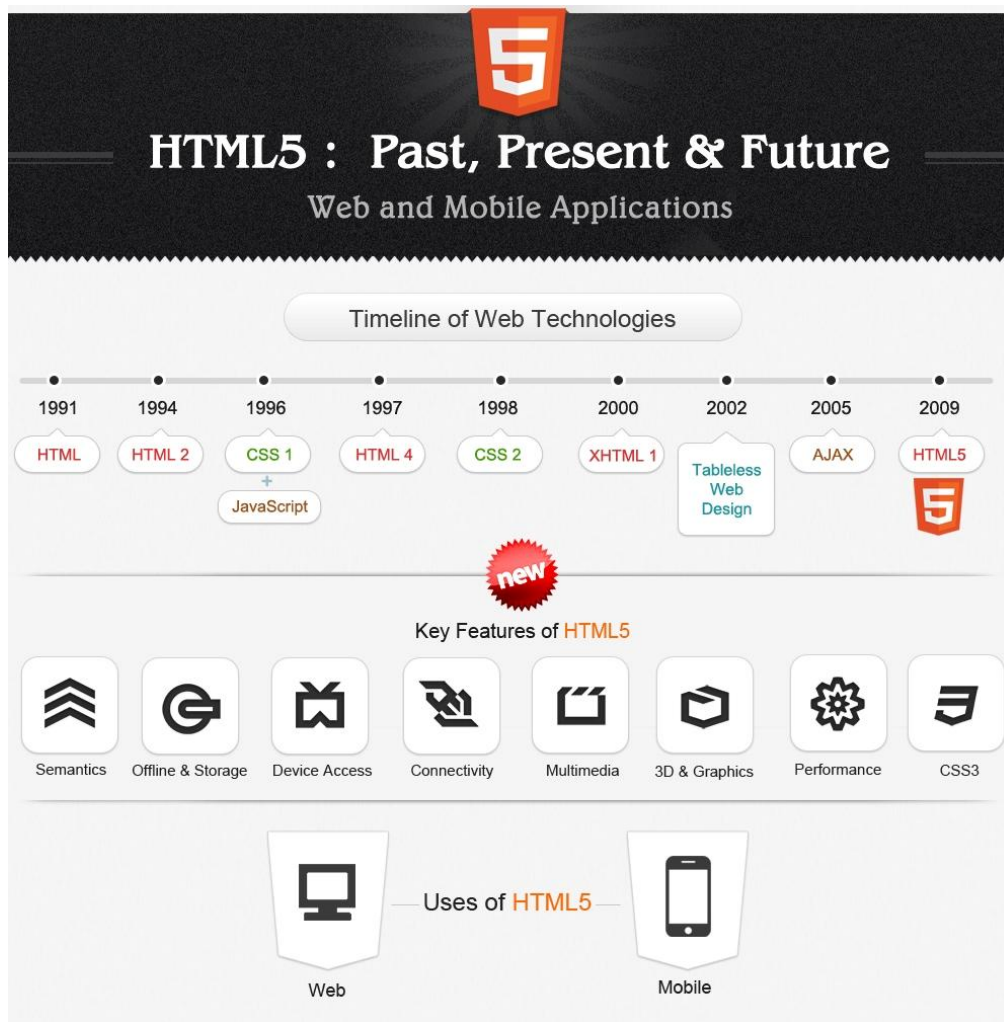 HTML5 : Past, Present & Future
Web and Mobile Applications
Timeline of Web Technologies
1991 1994 1996 1997 1998 2000 2002 2005 2009
HTML HTML 2 CSS 1 HTML 4 CSS 2 XHTML 1 Tableless AJAX HTML5
+ Web
JavaScript Design
new
Key Features of HTML5
Semantics Offline & Storage Device Access Connectivity Multimedia 3D & Graphics Performance CSS3
Uses of HTML5
Web Mobile